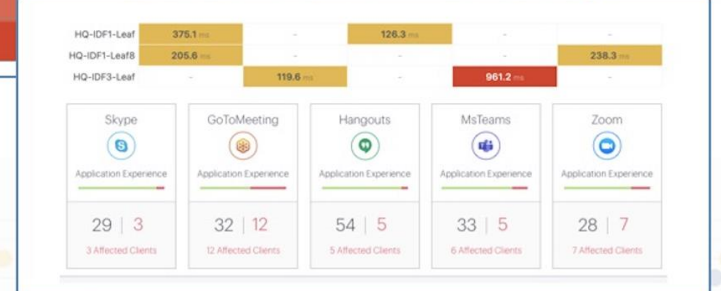 HQ-IDF1-Leaf 375.1 ms - 126.3 ms - -
HQ-IDF1-Leaf8 205.6 ms - - - 238.3 ms
HQ-IDF3-Leaf - 119.6 ms - 961.2 ms -
Skype GoToMeeting Hangouts MsTeams Zoom
Application Experience Application Experience Application Experience Application Experience Application Experience
29 | 3 32 | 12 54 | 5 33 | 5 28 | 7
3 Affected Clients 12 Affected Clients 5 Affected Clients 6 Affected Clients 7 Affected Clients